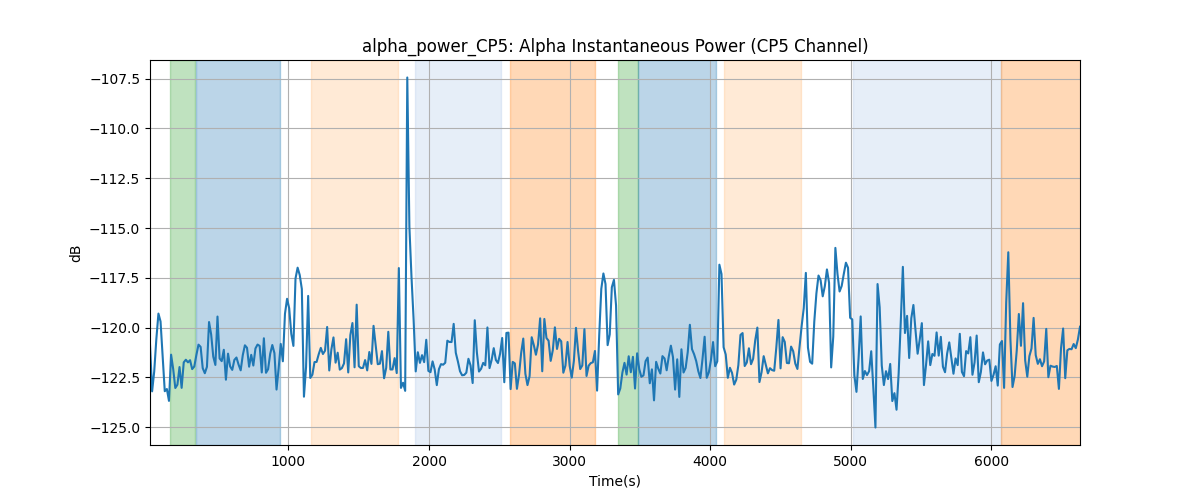 alpha_power_CP5: Alpha Instantaneous Power (CP5 Channel)
−107.5
−110.0
−112.5
−115.0
−117.5
−120.0
−122.5
−125.0
dB
1000 2000 3000 4000 5000 6000
Time(s)